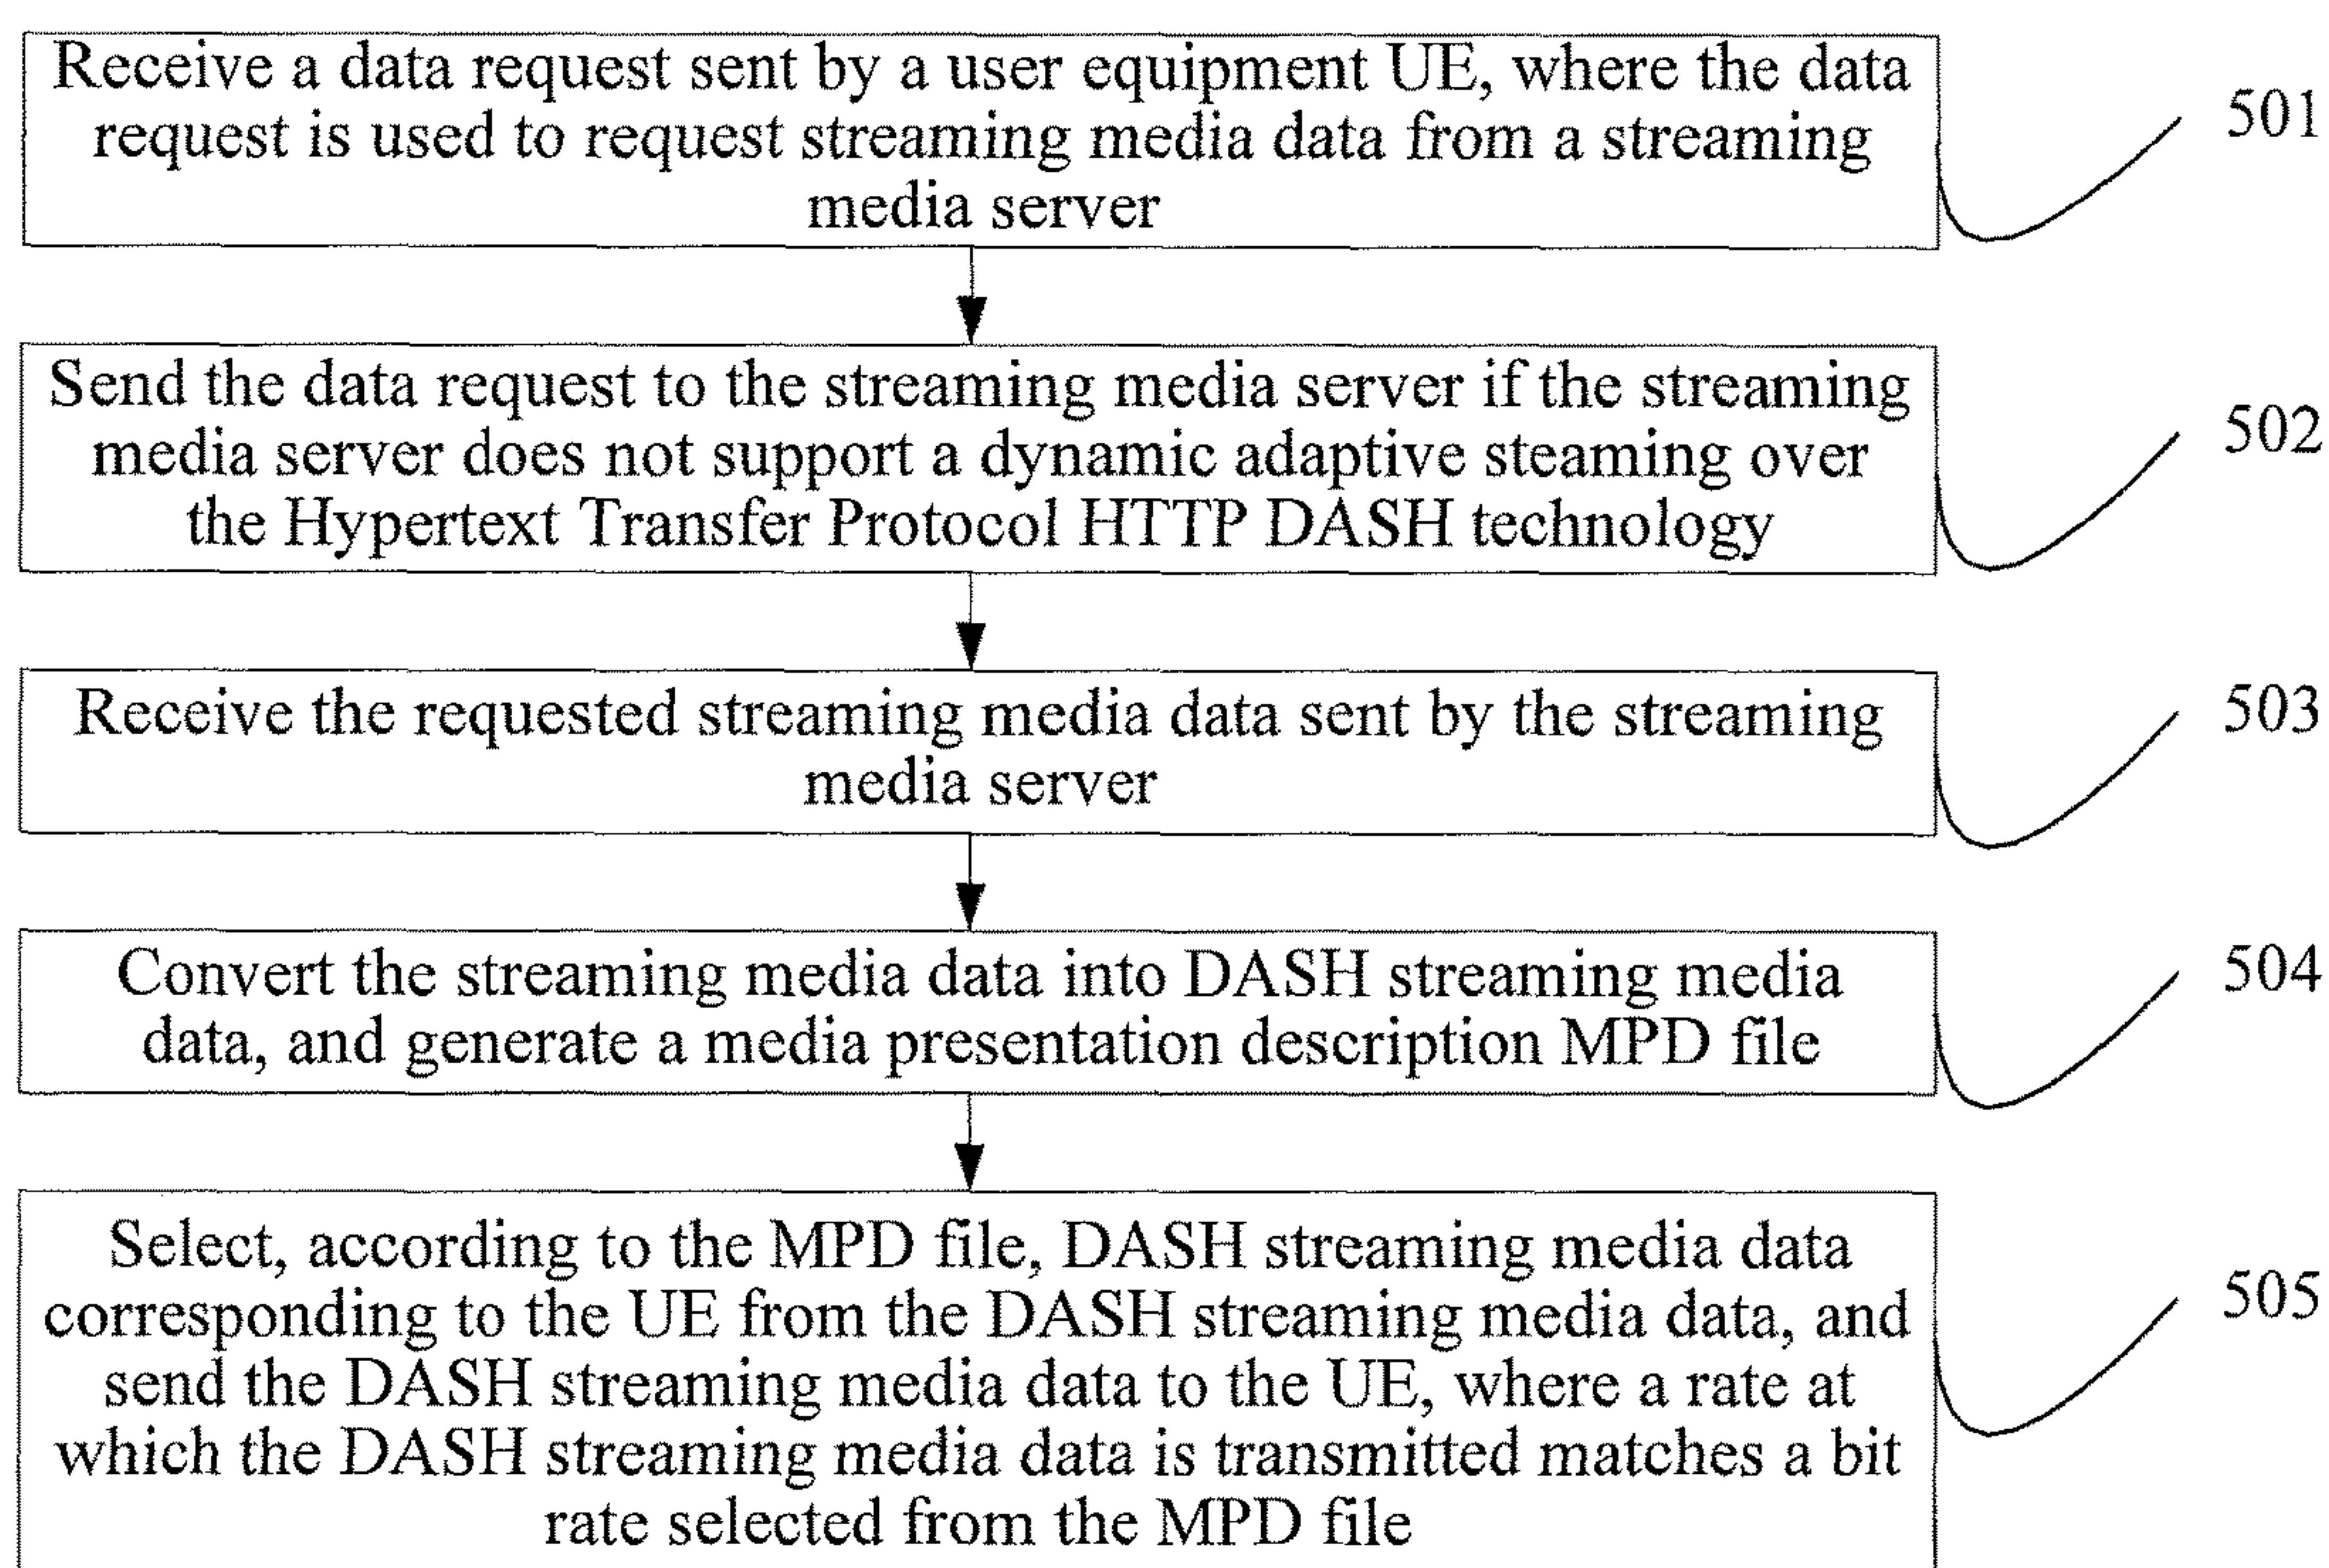 Receive a data request sent by a user equipment UE, where the data
request is used to request streaming media data from a streaming
media server
501
Send the data request to the streaming media server if the streaming
media server does not support a dynamic adaptive steaming over
the Hypertext Transfer Protocol HTTP DASH technology
502
Receive the requested streaming media data sent by the streaming
media server
503
Convert the streaming media data into DASH streaming media
data, and generate a media presentation description MPD file
504
Select, according to the MPD file, DASH streaming media data
corresponding to the UE from the DASH streaming media data, and
send the DASH streaming media data to the UE, where a rate at
which the DASH streaming media data is transmitted matches a bit
rate selected from the MPD file
505